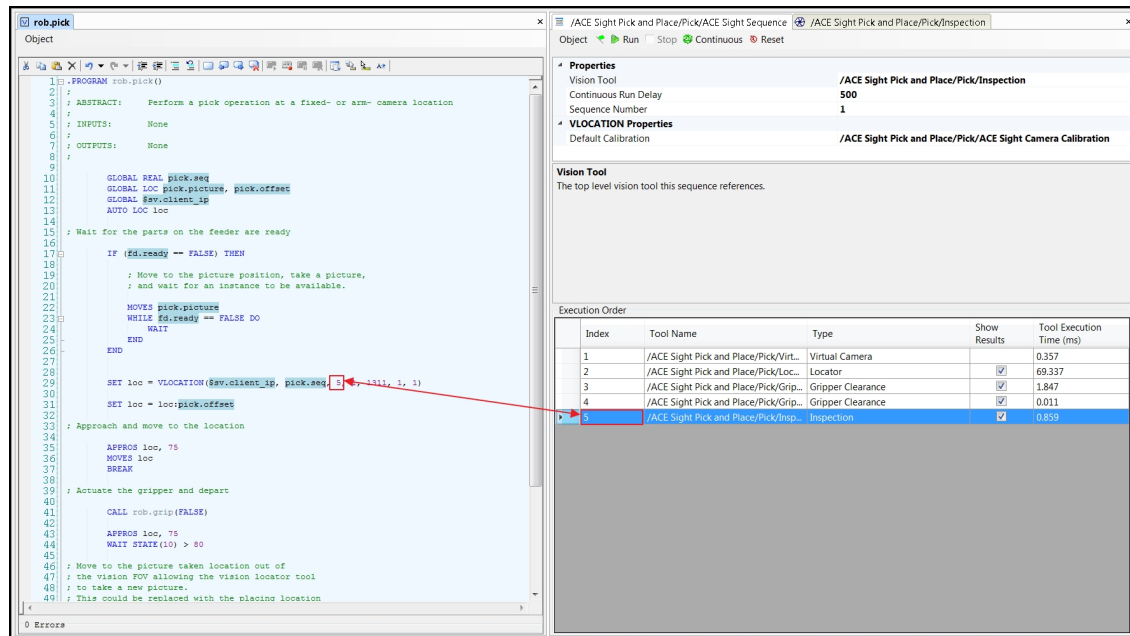 rob.pick
Object
1 .PROGRAM rob.pick()
2 ;
3 ; ABSTRACT: Perform a pick operation at a fixed- or arm- camera location
4 ;
5 ; INPUTS: None
6 ;
7 ; OUTPUTS: None
8 ;
9
10 GLOBAL REAL pick.seq
11 GLOBAL LOC pick.picture, pick.offset
12 GLOBAL $sv.client_ip
13 AUTO LOC loc
14
15 ; Wait for the parts on the feeder are ready
16
17 IF (fd.ready == FALSE) THEN
18
19 ; Move to the picture position, take a picture,
20 ; and wait for an instance to be available.
21
22 MOVES pick.picture
23 WHILE fd.ready == FALSE DO
24 WAIT
25 END
26 END
27
28
29 SET loc = VLOCATION($sv.client_ip, pick.seq, 5, , 1311, 1, 1)
30
31 SET loc = loc:pick.offset
32
33 ; Approach and move to the location
34
35 APPROS loc, 75
36 MOVES loc
37 BREAK
38
39 ; Actuate the gripper and depart
40
41 CALL rob.grip(FALSE)
42
43 APPROS loc, 75
44 WAIT STATE(10) > 80
45
46 ; Move to the picture taken location out of
47 ; the vision FOV allowing the vision locator tool
48 ; to take a new picture.
49 ; This could be replaced with the placing location
0 Errors
/ACE Sight Pick and Place/Pick/ACE Sight Sequence /ACE Sight Pick and Place/Pick/Inspection
Object Run Stop Continuous Reset
Properties
Vision Tool /ACE Sight Pick and Place/Pick/Inspection
Continuous Run Delay 500
Sequence Number 1
VLOCATION Properties
Default Calibration /ACE Sight Pick and Place/Pick/ACE Sight Camera Calibration
Vision Tool
The top level vision tool this sequence references.
Execution Order
Index Tool Name Type Show Results Tool Execution Time (ms)
1 /ACE Sight Pick and Place/Pick/Virt... Virtual Camera 0.357
2 /ACE Sight Pick and Place/Pick/Loc... Locator 69.337
3 /ACE Sight Pick and Place/Pick/Grip... Gripper Clearance 1.847
4 /ACE Sight Pick and Place/Pick/Grip... Gripper Clearance 0.011
5 /ACE Sight Pick and Place/Pick/Insp... Inspection 0.859